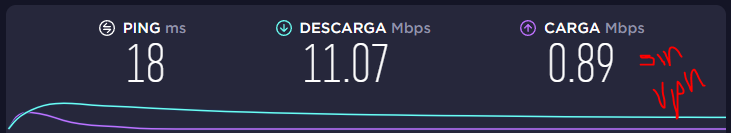 PING ms DESCARGA Mbps CARGA Mbps
18 11.07 0.89
sin
vpn